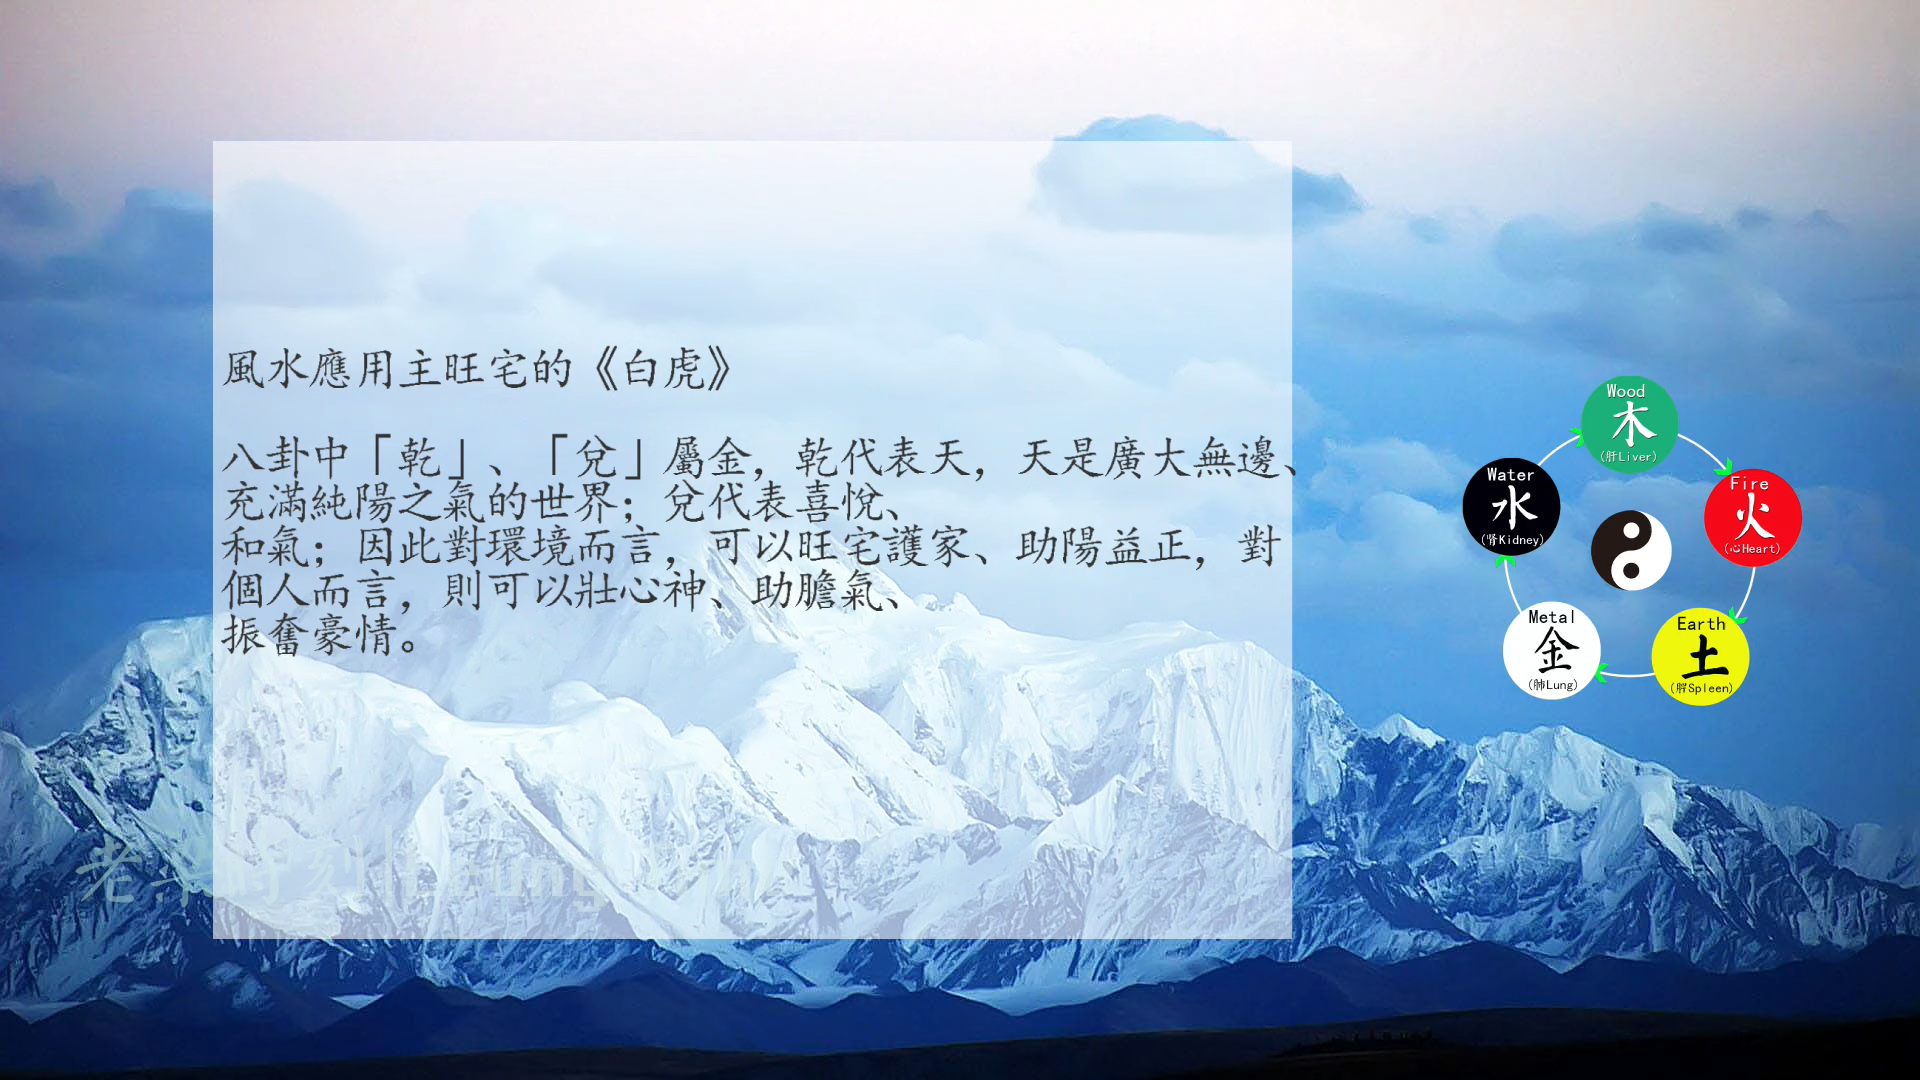 風水應用主旺宅的《白虎》
八卦中「乾」、「兌」屬金，乾代表天，天是廣大無邊、
充滿純陽之氣的世界；兌代表喜悅、
和氣；因此對環境而言，可以旺宅護家、助陽益正，對
個人而言，則可以壯心神、助膽氣、
振奮豪情。
Wood
木
(肝Liver)
Fire
火
(心Heart)
Earth
土
(脾Spleen)
Metal
金
(肺Lung)
Water
水
(腎Kidney)